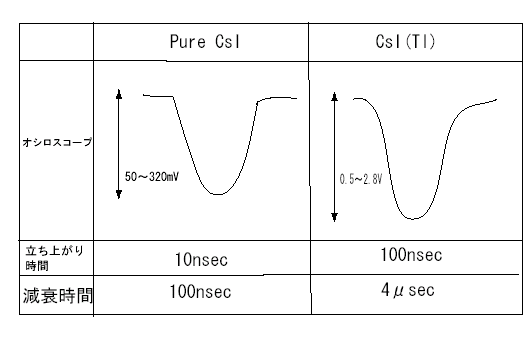 Pure CsI CsI(Tl)
オシロスコープ 50～320mV 0.5～2.8V
立ち上がり
時間 10nsec 100nsec
減衰時間 100nsec 4μsec